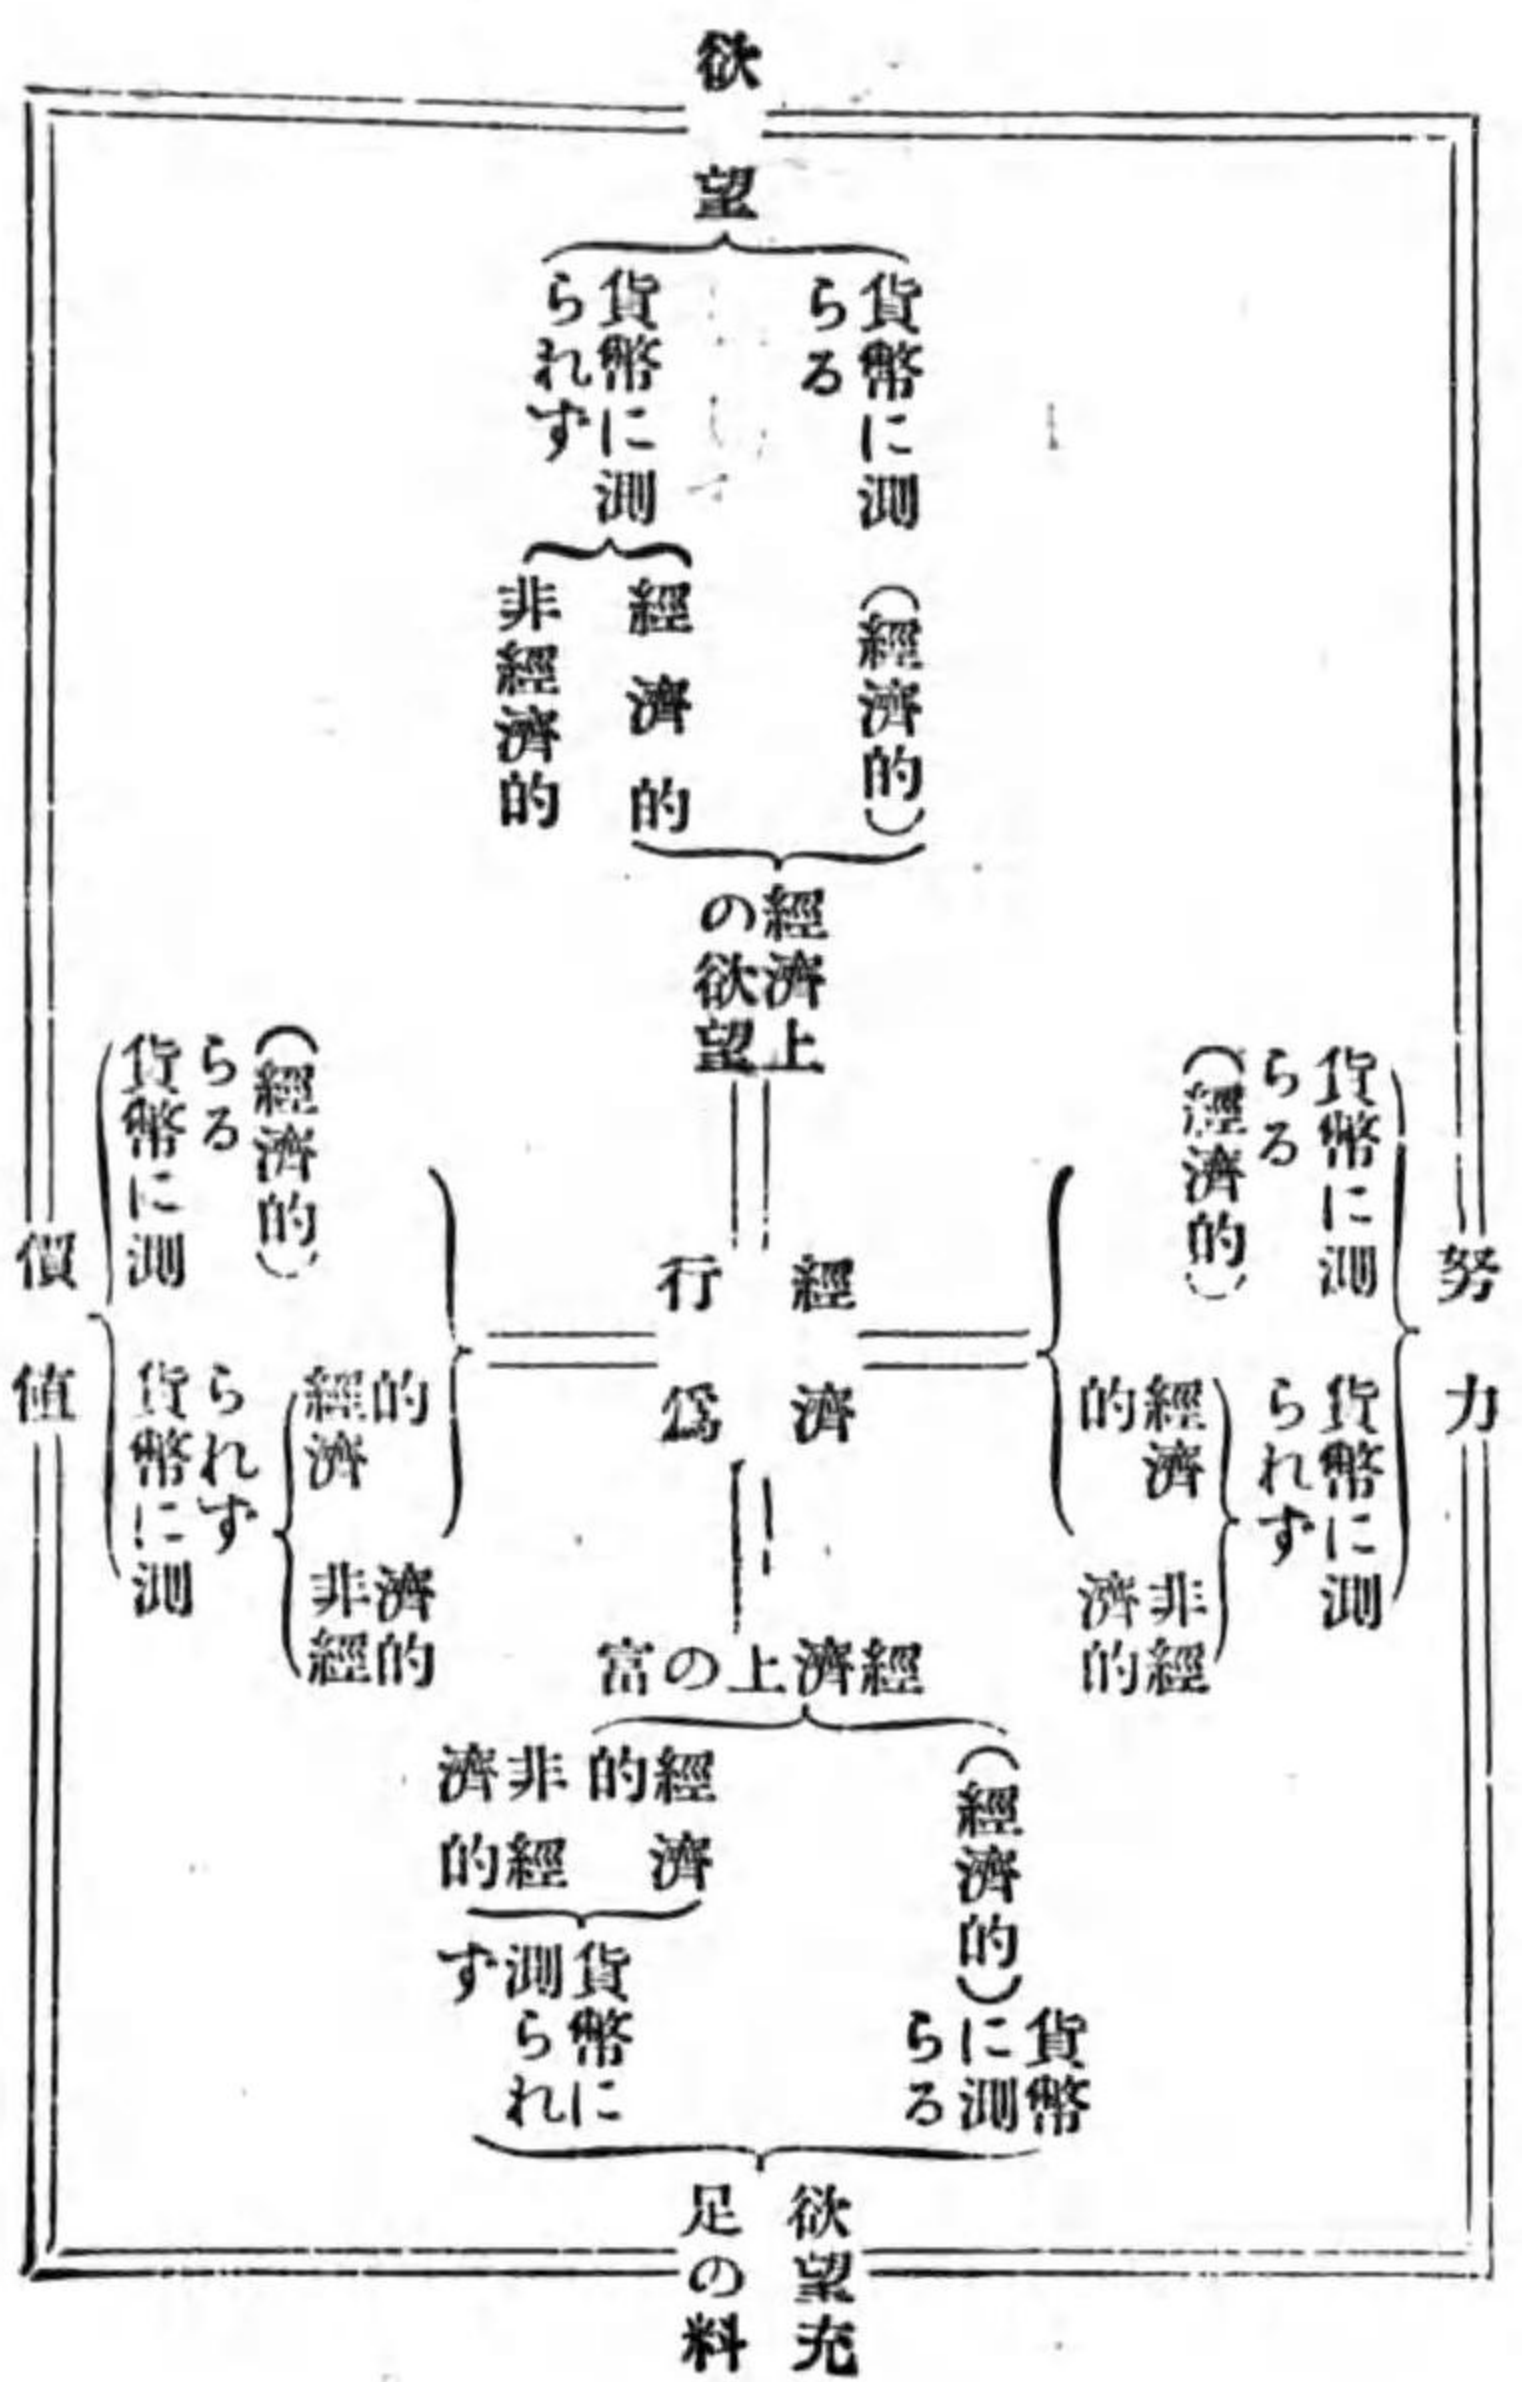 欲望
貨幣に測
らる
(經濟的)
貨幣に測
られず
經濟的
非經濟的
經濟上
の欲望
努力
貨幣に測
らる
(經濟的)
貨幣に測
られず
經濟
的
非經
濟的
經濟
行爲
價値
貨幣に測
らる
(經濟的)
貨幣に測
られず
經濟
的
非經
濟的
經濟上の富
(經濟的)
貨幣
に測
らる
經濟
的
非經
濟的
貨幣に
測られ
ず
欲望充
足の料